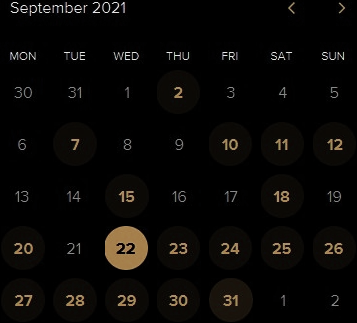 September 2021
MON TUE WED THU FRI SAT SUN
30 31 1 2 3 4 5
6 7 8 9 10 11 12
13 14 15 16 17 18 19
20 21 22 23 24 25 26
27 28 29 30 31 1 2